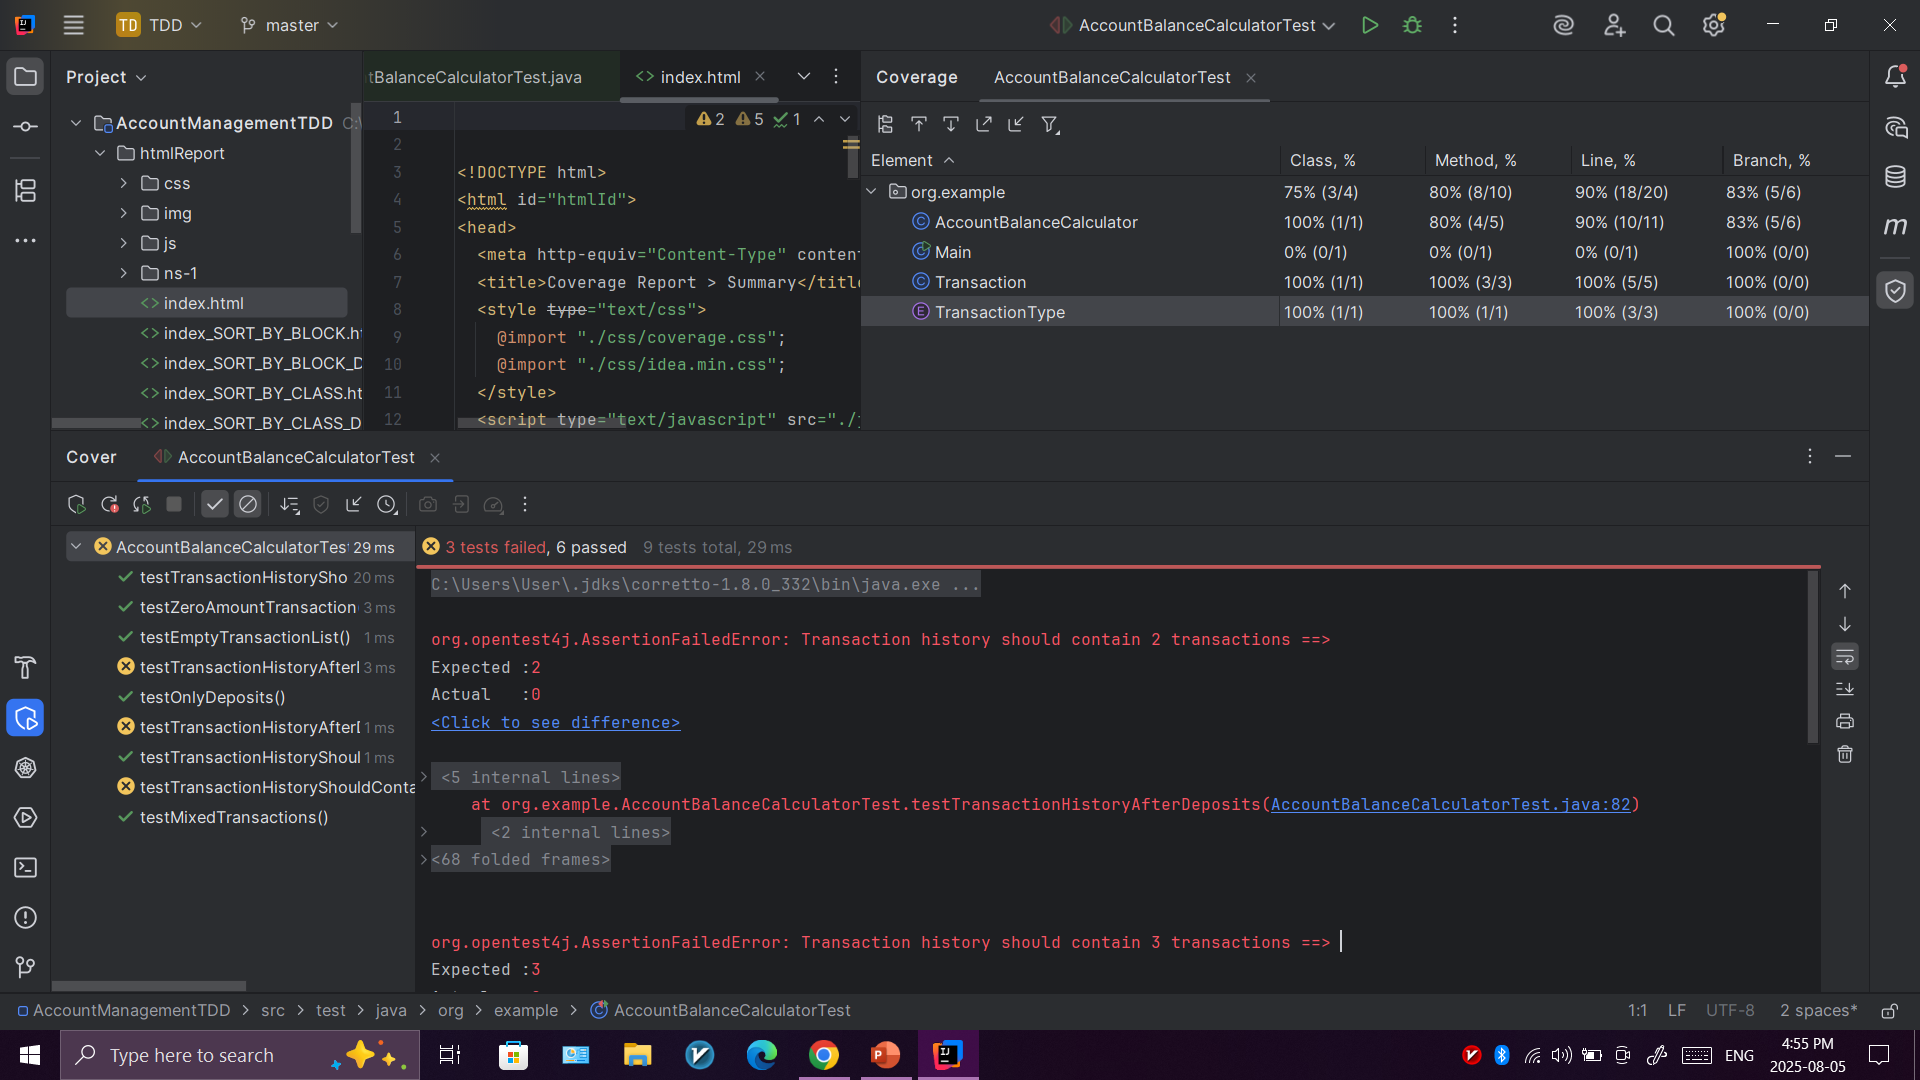 TD TDD master AccountBalanceCalculatorTest
Project
AccountManagementTDD
htmlReport
css
img
js
ns-1
index.html
index_SORT_BY_BLOCK.ht
index_SORT_BY_BLOCK_D
index_SORT_BY_CLASS.ht
index_SORT_BY_CLASS_D
tBalanceCalculatorTest.java index.html
2 5 1
1
2
3 <!DOCTYPE html>
4 <html id="htmlId">
5 <head>
6 <meta http-equiv="Content-Type" conten
7 <title>Coverage Report > Summary</titl
8 <style type="text/css">
9 @import "./css/coverage.css";
10 @import "./css/idea.min.css";
11 </style>
12 <script type="text/javascript" src="./j
Coverage AccountBalanceCalculatorTest
Element Class, % Method, % Line, % Branch, %
org.example 75% (3/4) 80% (8/10) 90% (18/20) 83% (5/6)
AccountBalanceCalculator 100% (1/1) 80% (4/5) 90% (10/11) 83% (5/6)
Main 0% (0/1) 0% (0/1) 0% (0/1) 100% (0/0)
Transaction 100% (1/1) 100% (3/3) 100% (5/5) 100% (0/0)
TransactionType 100% (1/1) 100% (1/1) 100% (3/3) 100% (0/0)
Cover AccountBalanceCalculatorTest
AccountBalanceCalculatorTes 29 ms
testTransactionHistorySho 20 ms
testZeroAmountTransaction 3 ms
testEmptyTransactionList() 1 ms
testTransactionHistoryAfter 3 ms
testOnlyDeposits()
testTransactionHistoryAfter 1 ms
testTransactionHistoryShoul 1 ms
testTransactionHistoryShouldConta
testMixedTransactions()
3 tests failed, 6 passed 9 tests total, 29 ms
C:\Users\User\.jdks\corretto-1.8.0_332\bin\java.exe ...
org.opentest4j.AssertionFailedError: Transaction history should contain 2 transactions ==>
Expected :2
Actual :0
<Click to see difference>
<5 internal lines>
at org.example.AccountBalanceCalculatorTest.testTransactionHistoryAfterDeposits(AccountBalanceCalculatorTest.java:82)
<2 internal lines>
<68 folded frames>
org.opentest4j.AssertionFailedError: Transaction history should contain 3 transactions ==>
Expected :3
AccountManagementTDD > src > test > java > org > example > AccountBalanceCalculatorTest
1:1 LF UTF-8 2 spaces*
Type here to search
ENG
4:55 PM
2025-08-05